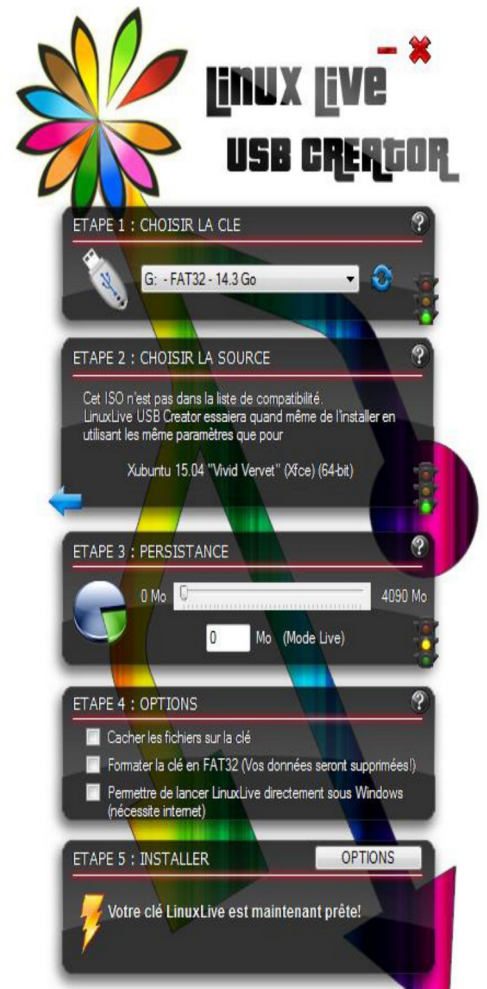 Linux Live
USB CREATOR
ETAPE 1 : CHOISIR LA CLE
?
G: - FAT32 - 14.3 Go
ETAPE 2 : CHOISIR LA SOURCE
?
Cet ISO n'est pas dans la liste de compatibilité.
LinuxLive USB Creator essaiera quand même de l'installer en
utilisant les même paramètres que pour
Xubuntu 15.04 "Vivid Vervet" (Xfce) (64-bit)
ETAPE 3 : PERSISTANCE
?
0 Mo 4090 Mo
0 Mo (Mode Live)
ETAPE 4 : OPTIONS
?
Cacher les fichiers sur la clé
Formater la clé en FAT32 (Vos données seront supprimées!)
Permettre de lancer LinuxLive directement sous Windows
(nécessite internet)
ETAPE 5 : INSTALLER OPTIONS
Votre clé LinuxLive est maintenant prête!